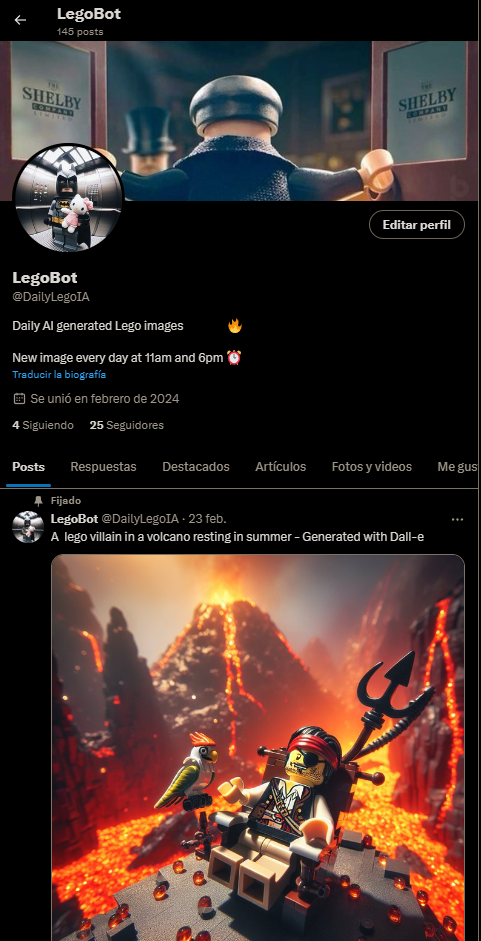 LegoBot
145 posts
THE
SHELBY
COMPANY
LIMITED
THE
SHELBY
COMPANY
LIMITED
Editar perfil
LegoBot
@DailyLegoIA
Daily AI generated Lego images 🔥
New image every day at 11am and 6pm ⏰
Traducir la biografía
Se unió en febrero de 2024
4 Siguiendo 25 Seguidores
Posts Respuestas Destacados Artículos Fotos y videos Me gus
Fijado
LegoBot @DailyLegoIA · 23 feb. ···
A lego villain in a volcano resting in summer - Generated with Dall-e